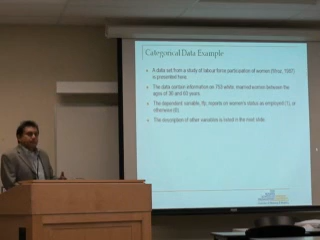 Categorical Data Example
A data set from a study of labour force participation of women (Mroz, 1987)
is presented here.
The data contain information on 753 white, married women between the
ages of 30 and 60 years.
The dependent variable, lfp, reports on women's status as employed (1), or
otherwise (0).
The description of other variables is listed in the next slide.